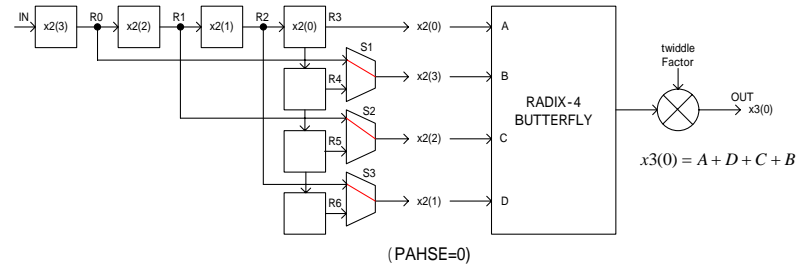 IN
x2(3)
R0
x2(2)
R1
x2(1)
R2
x2(0)
R3
x2(0)
A
S1
R4
x2(3)
B
S2
R5
x2(2)
C
S3
R6
x2(1)
D
RADIX-4
BUTTERFLY
twiddle
Factor
OUT
x3(0)
x3(0) = A + D + C + B
(PAHSE=0)